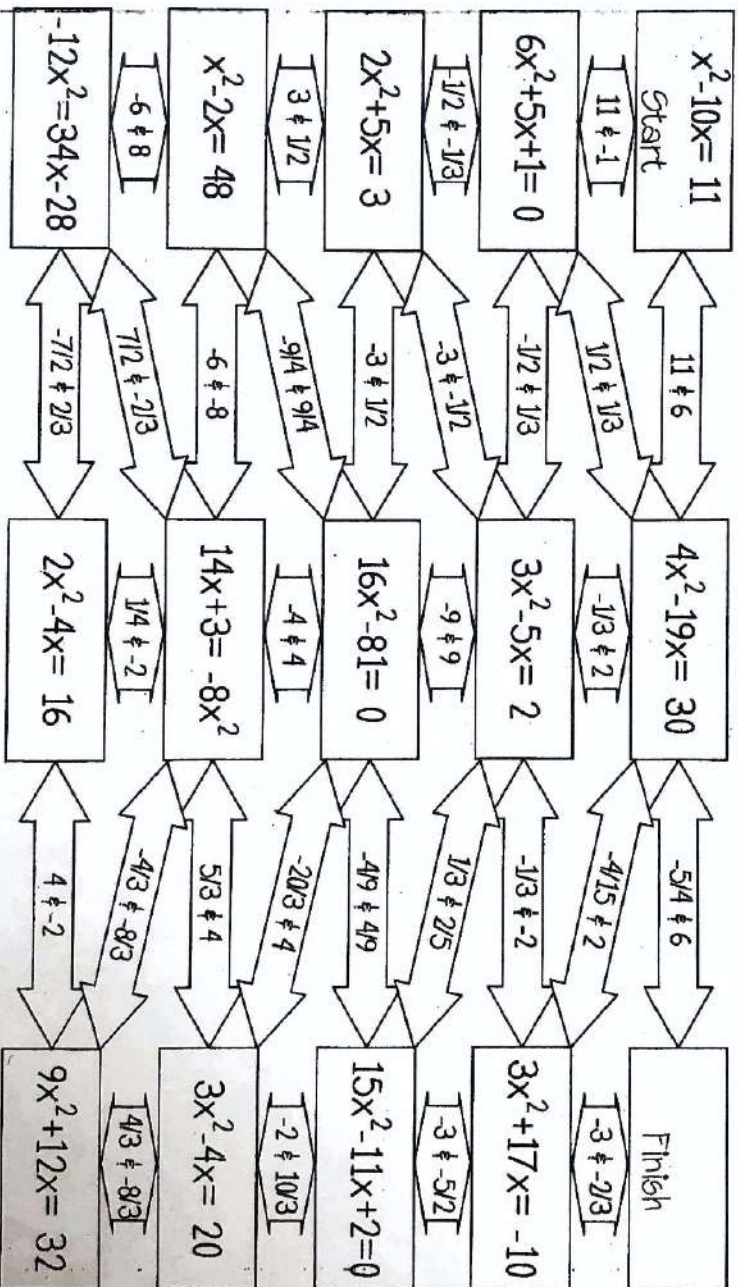 x²-10x= 11
Start
11 & 6
4x²-19x= 30
-5/4 & 6
Finish
11 & -1
1/2 & 1/3
-1/3 & 2
-4/15 & 2
-3 & -2/3
6x²+5x+1= 0
-1/2 & 1/3
3x²-5x= 2
-1/3 & -2
3x²+17x= -10
-1/2 & -1/3
-3 & -1/2
-9 & 9
1/3 & 2/5
-3 & -5/2
2x²+5x= 3
-3 & 1/2
16x²-81= 0
-4/9 & 4/9
15x²-11x+2=0
3 & 1/2
-9/4 & 9/4
-4 & 4
-20/3 & 4
-2 & 10/3
x²-2x= 48
-6 & -8
14x+3= -8x²
5/3 & 4
3x²-4x= 20
-6 & 8
7/2 & -2/3
1/4 & -2
-4/3 & -8/3
4/3 & -8/3
-12x²=34x-28
-7/2 & 2/3
2x²-4x= 16
4 & -2
9x²+12x= 32